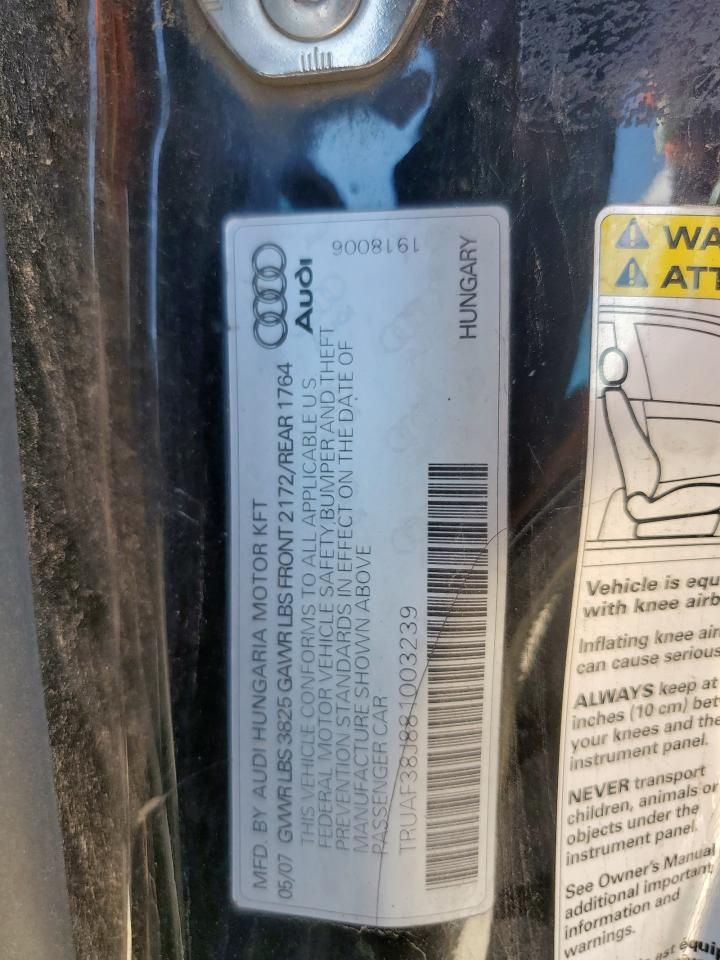 MFD. BY AUDI HUNGARIA MOTOR KFT
05/07 GVWR LBS 3825 GAWR LBS FRONT 2172/REAR 1764
THIS VEHICLE CONFORMS TO ALL APPLICABLE U.S.
FEDERAL MOTOR VEHICLE SAFETY, BUMPER AND THEFT
PREVENTION STANDARDS IN EFFECT ON THE DATE OF
MANUFACTURE SHOWN ABOVE
PASSENGER CAR
TRUAF38J881003239
Audi
1918006
HUNGARY
WA
ATT
Vehicle is equ
with knee airb
Inflating knee air
can cause serious
ALWAYS keep at
inches (10 cm) bet
your knees and the
instrument panel.
NEVER transport
children, animals or
objects under the
instrument panel.
See Owner's Manual
additional important
information and
warnings.
est équi